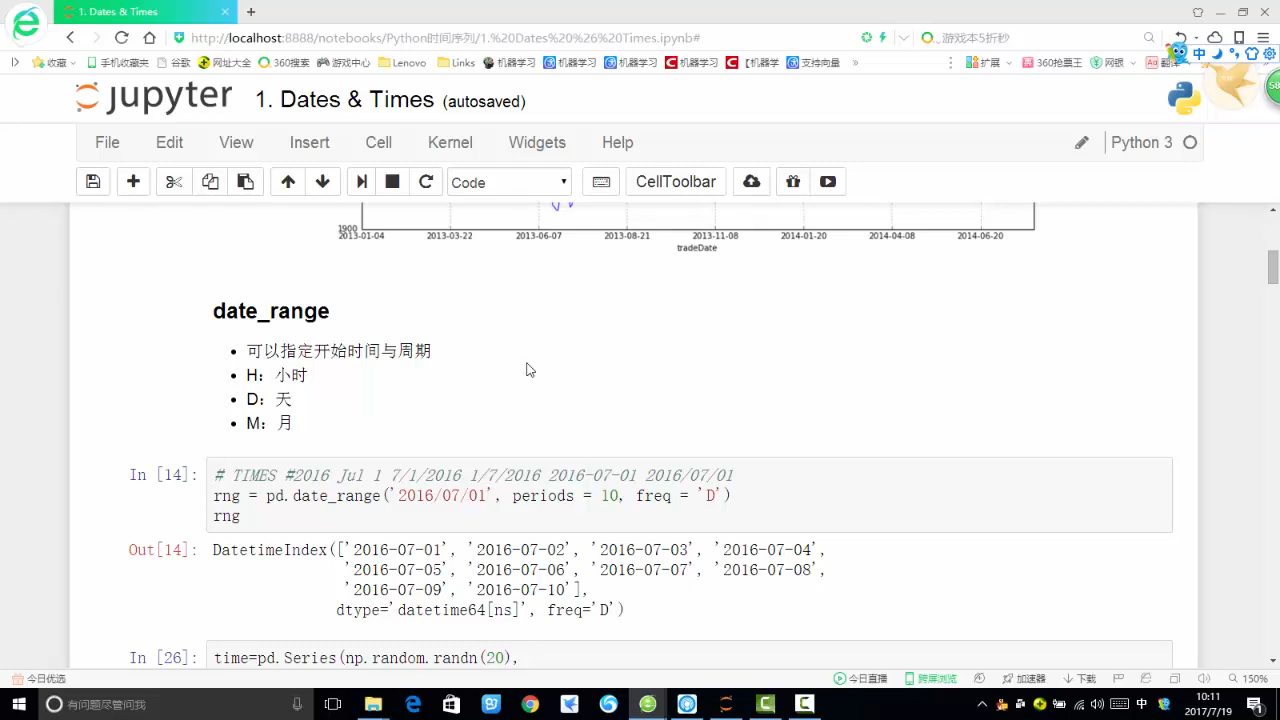 1. Dates & Times
http://localhost:8888/notebooks/Python时间序列/1.%20Dates%20%26%20Times.ipynb#
游戏本5折秒
收藏 手机收藏夹 谷歌 网址大全 360搜索 游戏中心 Lenovo Links 机器学习 机器学习 机器学习 机器学习 【机器学 支持向量 » 扩展 360抢票王 网银
中
58
jupyter 1. Dates & Times (autosaved)
File Edit View Insert Cell Kernel Widgets Help Python 3
Code CellToolbar
1900
2013-01-04 2013-03-22 2013-06-07 2013-08-21 2013-11-08 2014-01-20 2014-04-08 2014-06-20
tradeDate
date_range
可以指定开始时间与周期
H：小时
D：天
M：月
In [14]: # TIMES #2016 Jul 1 7/1/2016 1/7/2016 2016-07-01 2016/07/01
rng = pd.date_range('2016/07/01', periods = 10, freq = 'D')
rng
Out[14]: DatetimeIndex(['2016-07-01', '2016-07-02', '2016-07-03', '2016-07-04',
'2016-07-05', '2016-07-06', '2016-07-07', '2016-07-08',
'2016-07-09', '2016-07-10'],
dtype='datetime64[ns]', freq='D')
In [26]: time=pd.Series(np.random.randn(20),
今日优选 今日直播 跨屏浏览 加速器 下载 150%
有问题尽管问我 中 10:11
2017/7/19